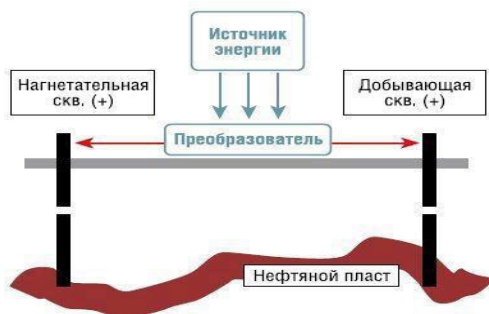 Источник
энергии
Нагнетательная
скв. (+)
Добывающая
скв. (+)
Преобразователь
Нефтяной пласт